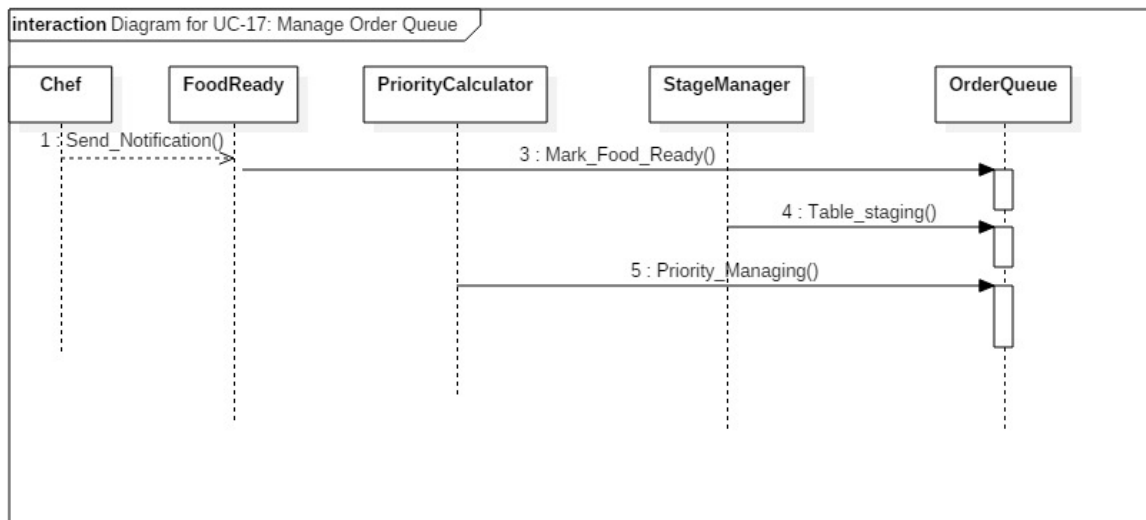 interaction Diagram for UC-17: Manage Order Queue
Chef
FoodReady
PriorityCalculator
StageManager
OrderQueue
1 : Send_Notification()
3 : Mark_Food_Ready()
4 : Table_staging()
5 : Priority_Managing()